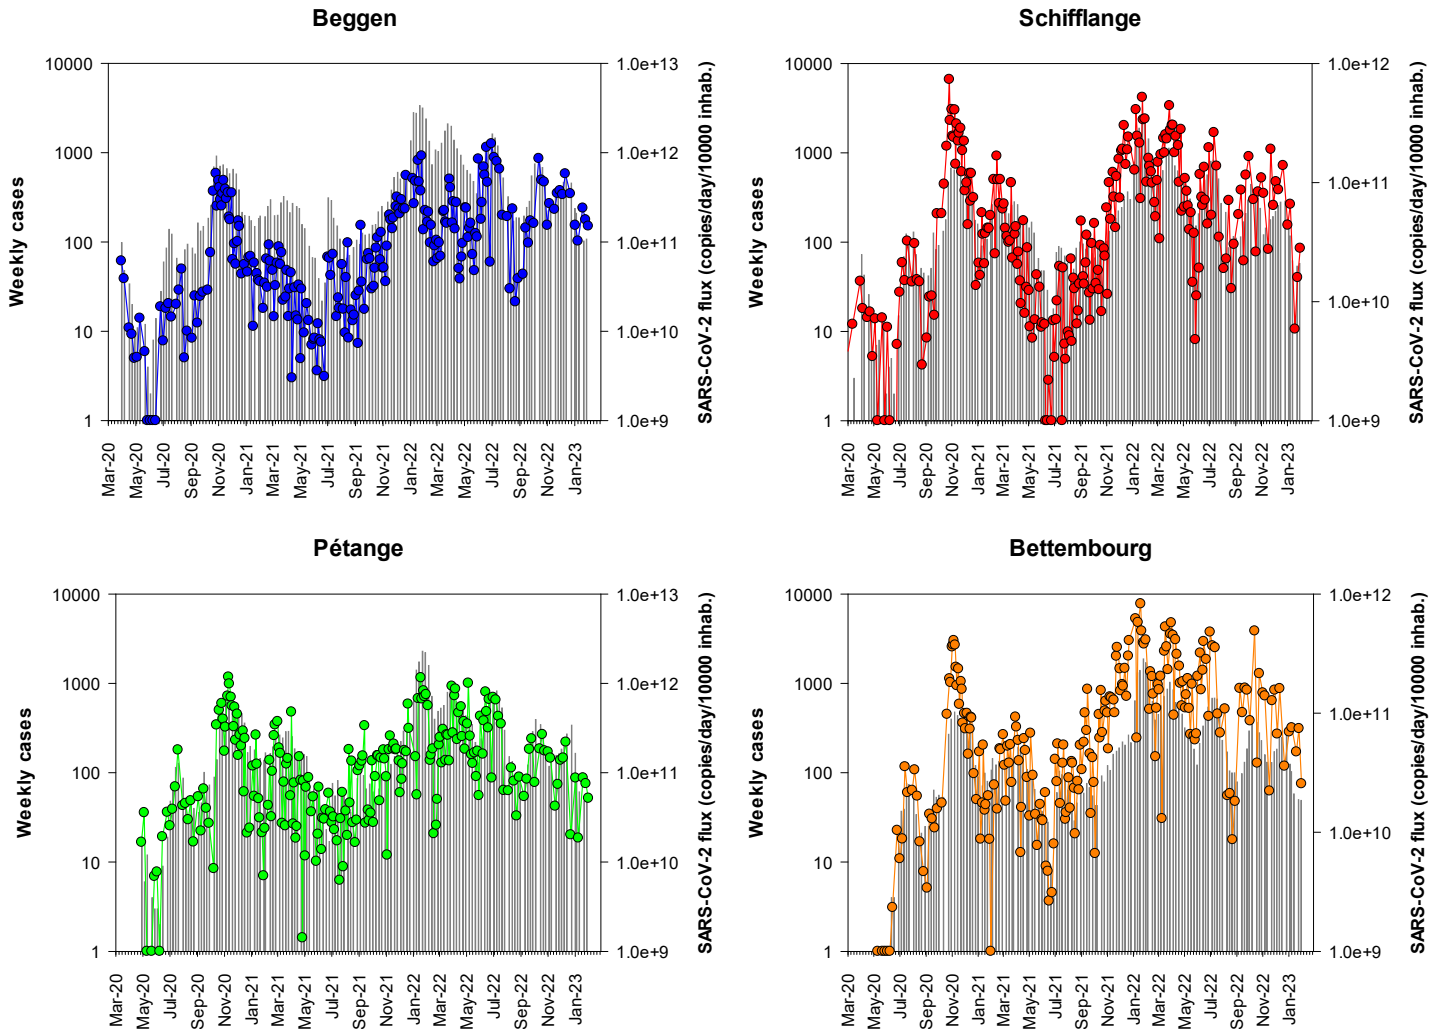 Beggen
Weekly cases
10000
1000
100
10
1
1.0e+13
1.0e+12
1.0e+11
1.0e+10
1.0e+9
SARS-CoV-2 flux (copies/day/10000 inhab.)
Mar-20
May-20
Jul-20
Sep-20
Nov-20
Jan-21
Mar-21
May-21
Jul-21
Sep-21
Nov-21
Jan-22
Mar-22
May-22
Jul-22
Sep-22
Nov-22
Jan-23
Schifflange
Weekly cases
10000
1000
100
10
1
1.0e+12
1.0e+11
1.0e+10
1.0e+9
SARS-CoV-2 flux (copies/day/10000 inhab.)
Mar-20
May-20
Jul-20
Sep-20
Nov-20
Jan-21
Mar-21
May-21
Jul-21
Sep-21
Nov-21
Jan-22
Mar-22
May-22
Jul-22
Sep-22
Nov-22
Jan-23
Pétange
Weekly cases
10000
1000
100
10
1
1.0e+13
1.0e+12
1.0e+11
1.0e+10
1.0e+9
SARS-CoV-2 flux (copies/day/10000 inhab.)
Mar-20
May-20
Jul-20
Sep-20
Nov-20
Jan-21
Mar-21
May-21
Jul-21
Sep-21
Nov-21
Jan-22
Mar-22
May-22
Jul-22
Sep-22
Nov-22
Jan-23
Bettembourg
Weekly cases
10000
1000
100
10
1
1.0e+12
1.0e+11
1.0e+10
1.0e+9
SARS-CoV-2 flux (copies/day/10000 inhab.)
Mar-20
May-20
Jul-20
Sep-20
Nov-20
Jan-21
Mar-21
May-21
Jul-21
Sep-21
Nov-21
Jan-22
Mar-22
May-22
Jul-22
Sep-22
Nov-22
Jan-23